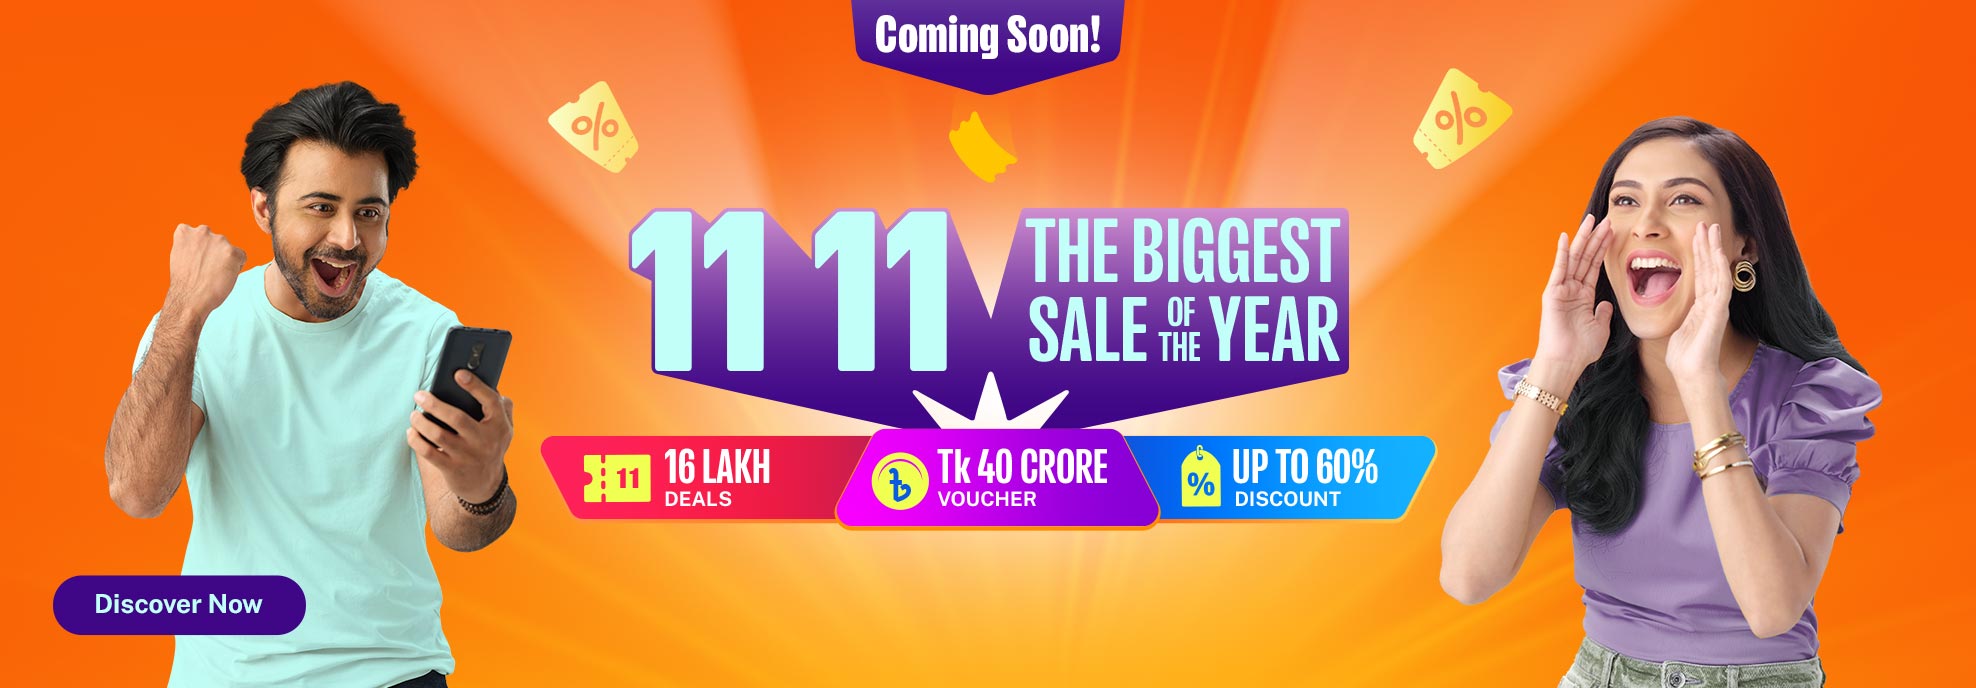 Coming Soon!
%
%
11 11
THE BIGGEST
SALE OF THE YEAR
11
16 LAKH
DEALS
৳
Tk 40 CRORE
VOUCHER
%
UP TO 60%
DISCOUNT
Discover Now